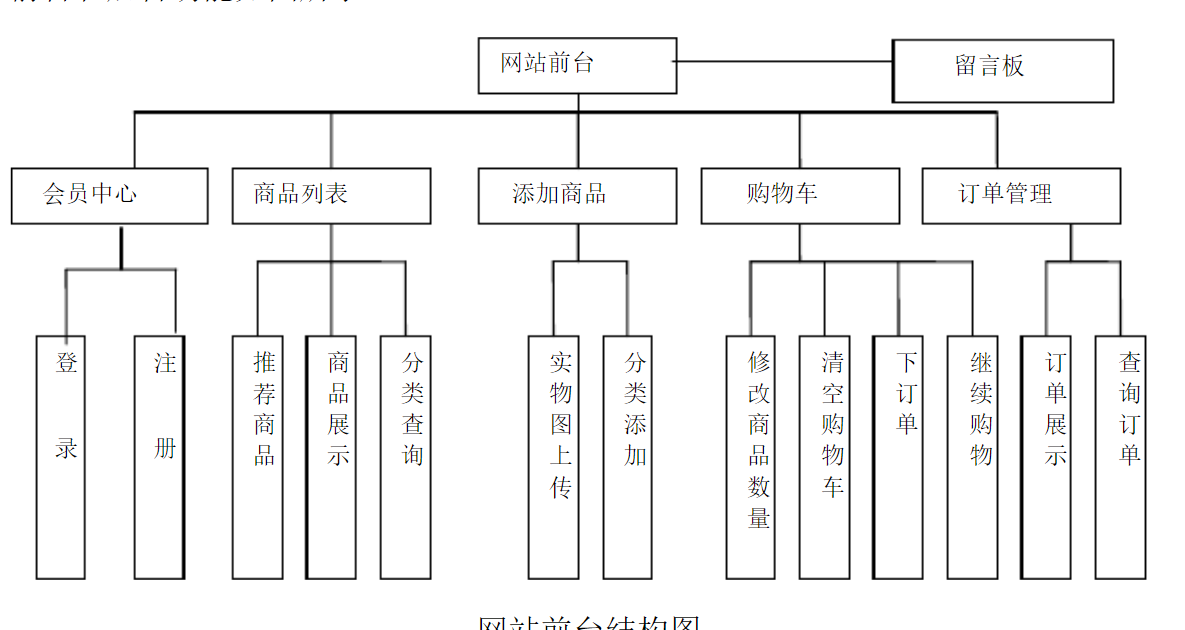 网站前台
留言板
会员中心
商品列表
添加商品
购物车
订单管理
登录
注册
推荐商品
商品展示
分类查询
实物图上传
分类添加
修改商品数量
清空购物车
下订单
继续购物
订单展示
查询订单
网站前台结构图